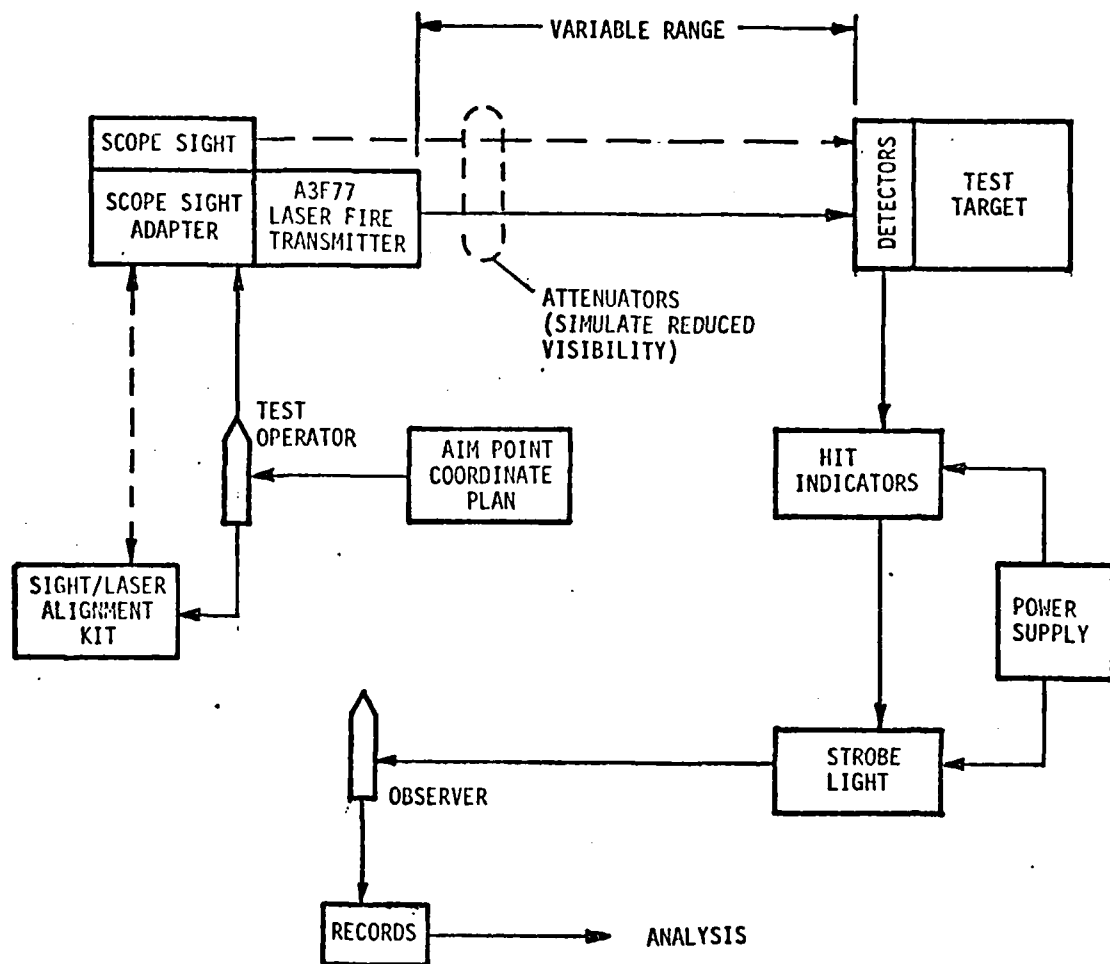 VARIABLE RANGE
SCOPE SIGHT
SCOPE SIGHT
ADAPTER
A3F77
LASER FIRE
TRANSMITTER
DETECTORS
TEST
TARGET
ATTENUATORS
(SIMULATE REDUCED
VISIBILITY)
TEST
OPERATOR
AIM POINT
COORDINATE
PLAN
HIT
INDICATORS
SIGHT/LASER
ALIGNMENT
KIT
POWER
SUPPLY
STROBE
LIGHT
OBSERVER
RECORDS
ANALYSIS